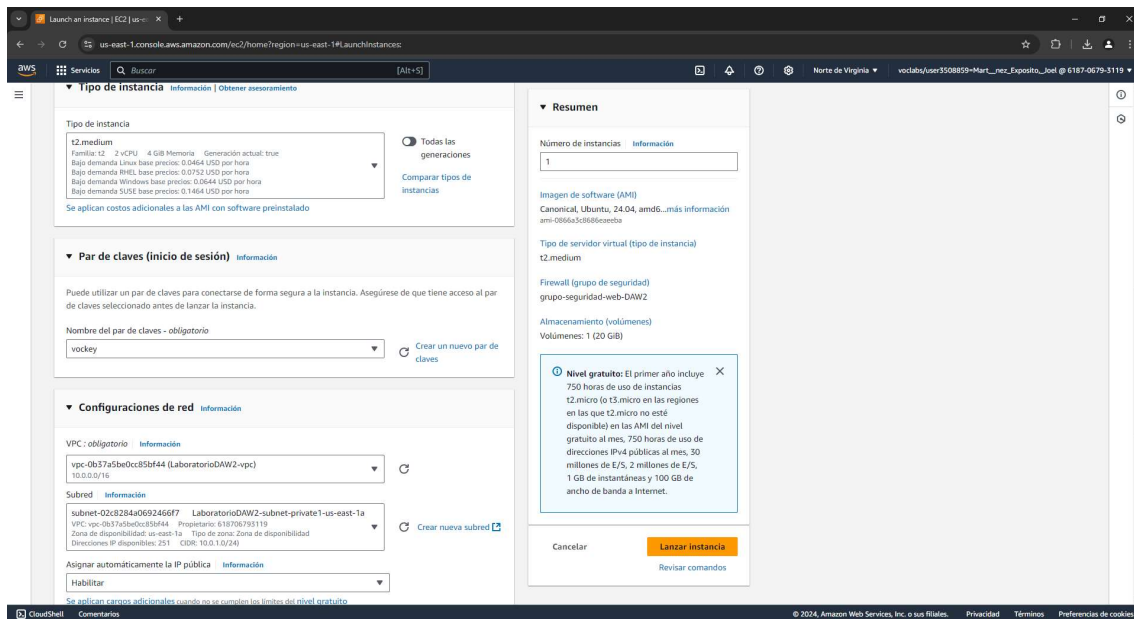 Launch an instance | EC2 | us-e
us-east-1.console.aws.amazon.com/ec2/home?region=us-east-1#LaunchInstances:
aws
Servicios
Buscar
[Alt+S]
Norte de Virginia
voclabs/user3508859=Mart__nez_Exposito,_Joel @ 6187-0679-3119
Tipo de instancia Información | Obtener asesoramiento
Tipo de instancia
t2.medium
Familia: t2 2 vCPU 4 GiB Memoria Generación actual: true
Bajo demanda Linux base precios: 0.0464 USD por hora
Bajo demanda RHEL base precios: 0.0752 USD por hora
Bajo demanda Windows base precios: 0.0644 USD por hora
Bajo demanda SUSE base precios: 0.1464 USD por hora
Todas las
generaciones
Comparar tipos de
instancias
Se aplican costos adicionales a las AMI con software preinstalado
Par de claves (inicio de sesión) Información
Puede utilizar un par de claves para conectarse de forma segura a la instancia. Asegúrese de que tiene acceso al par
de claves seleccionado antes de lanzar la instancia.
Nombre del par de claves - obligatorio
vockey
Crear un nuevo par de
claves
Configuraciones de red Información
VPC : obligatorio Información
vpc-0b37a5be0cc85bf44 (LaboratorioDAW2-vpc)
10.0.0.0/16
Subred Información
subnet-02c8284a0692466f7 LaboratorioDAW2-subnet-private1-us-east-1a
VPC: vpc-0b37a5be0cc85bf44 Propietario: 618706793119
Zona de disponibilidad: us-east-1a Tipo de zona: Zona de disponibilidad
Direcciones IP disponibles: 251 CIDR: 10.0.1.0/24)
Crear nueva subred
Asignar automáticamente la IP pública Información
Habilitar
Se aplican cargos adicionales cuando no se cumplen los límites del nivel gratuito
Resumen
Número de instancias Información
1
Imagen de software (AMI)
Canonical, Ubuntu, 24.04, amd6...más información
ami-0866a3c8686eaeeba
Tipo de servidor virtual (tipo de instancia)
t2.medium
Firewall (grupo de seguridad)
grupo-seguridad-web-DAW2
Almacenamiento (volúmenes)
Volúmenes: 1 (20 GiB)
Nivel gratuito: El primer año incluye
750 horas de uso de instancias
t2.micro (o t3.micro en las regiones
en las que t2.micro no esté
disponible) en las AMI del nivel
gratuito al mes, 750 horas de uso de
direcciones IPv4 públicas al mes, 30
millones de E/S, 2 millones de E/S,
1 GB de instantáneas y 100 GB de
ancho de banda a Internet.
Cancelar
Lanzar instancia
Revisar comandos
CloudShell
Comentarios
© 2024, Amazon Web Services, Inc. o sus filiales.
Privacidad
Términos
Preferencias de cookies